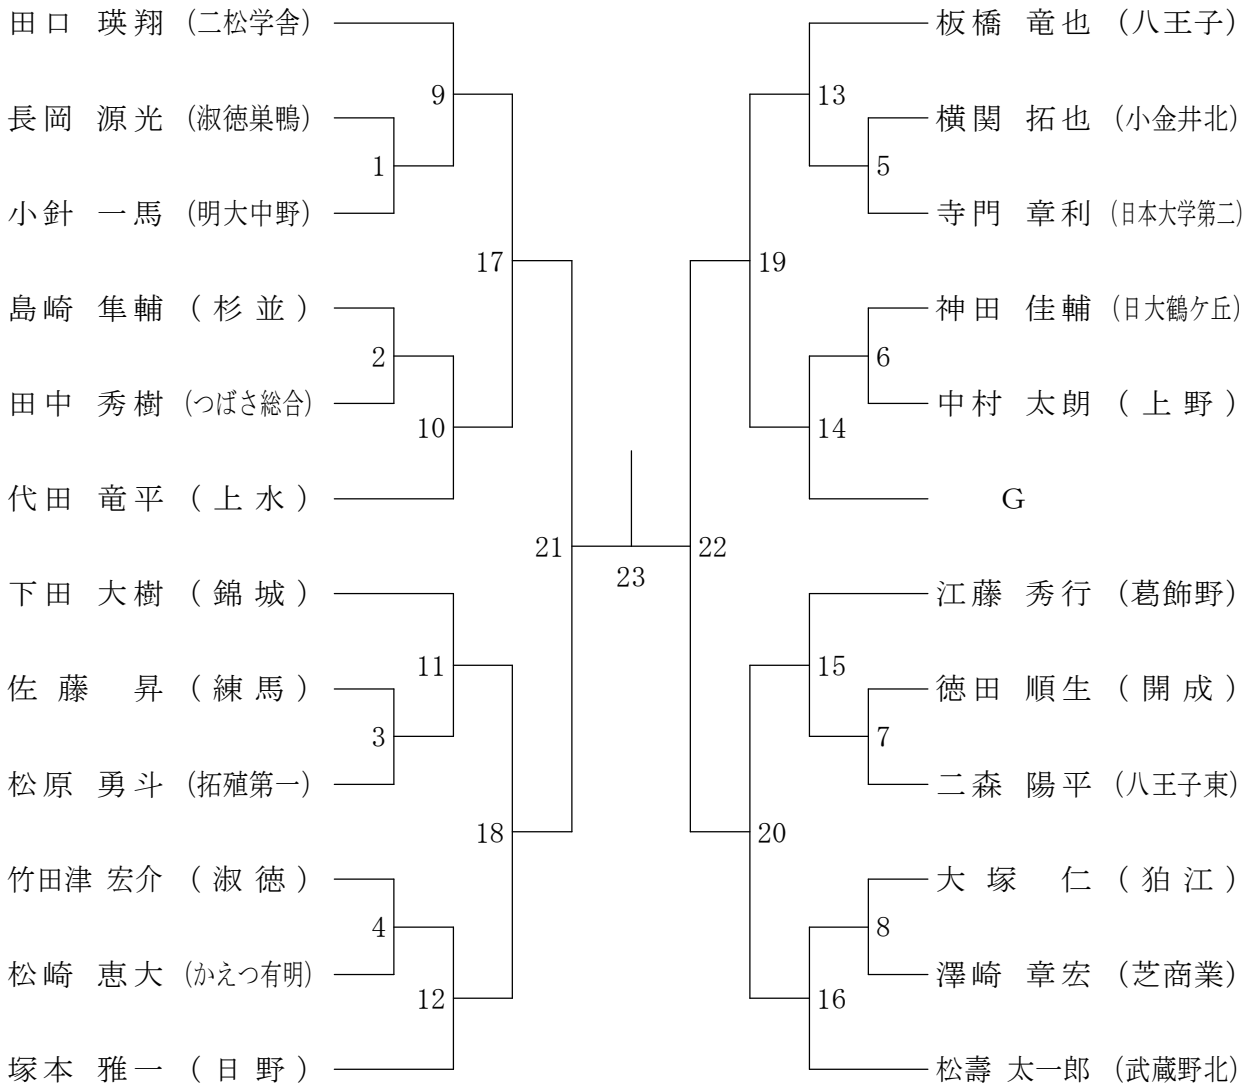 田口 瑛翔 (二松学舎)
長岡 源光 (淑徳巣鴨)
小針 一馬 (明大中野)
島崎 隼輔 (杉並)
田中 秀樹 (つばさ総合)
代田 竜平 (上水)
下田 大樹 (錦城)
佐藤 昇 (練馬)
松原 勇斗 (拓殖第一)
竹田津 宏介 (淑徳)
松崎 恵大 (かえつ有明)
塚本 雅一 (日野)
1
2
3
4
9
10
11
12
17
18
21
23
22
19
20
13
14
15
16
5
6
7
8
板橋 竜也 (八王子)
横関 拓也 (小金井北)
寺門 章利 (日本大学第二)
神田 佳輔 (日大鶴ケ丘)
中村 太朗 (上野)
G
江藤 秀行 (葛飾野)
徳田 順生 (開成)
二森 陽平 (八王子東)
大塚 仁 (狛江)
澤崎 章宏 (芝商業)
松壽 太一郎 (武蔵野北)